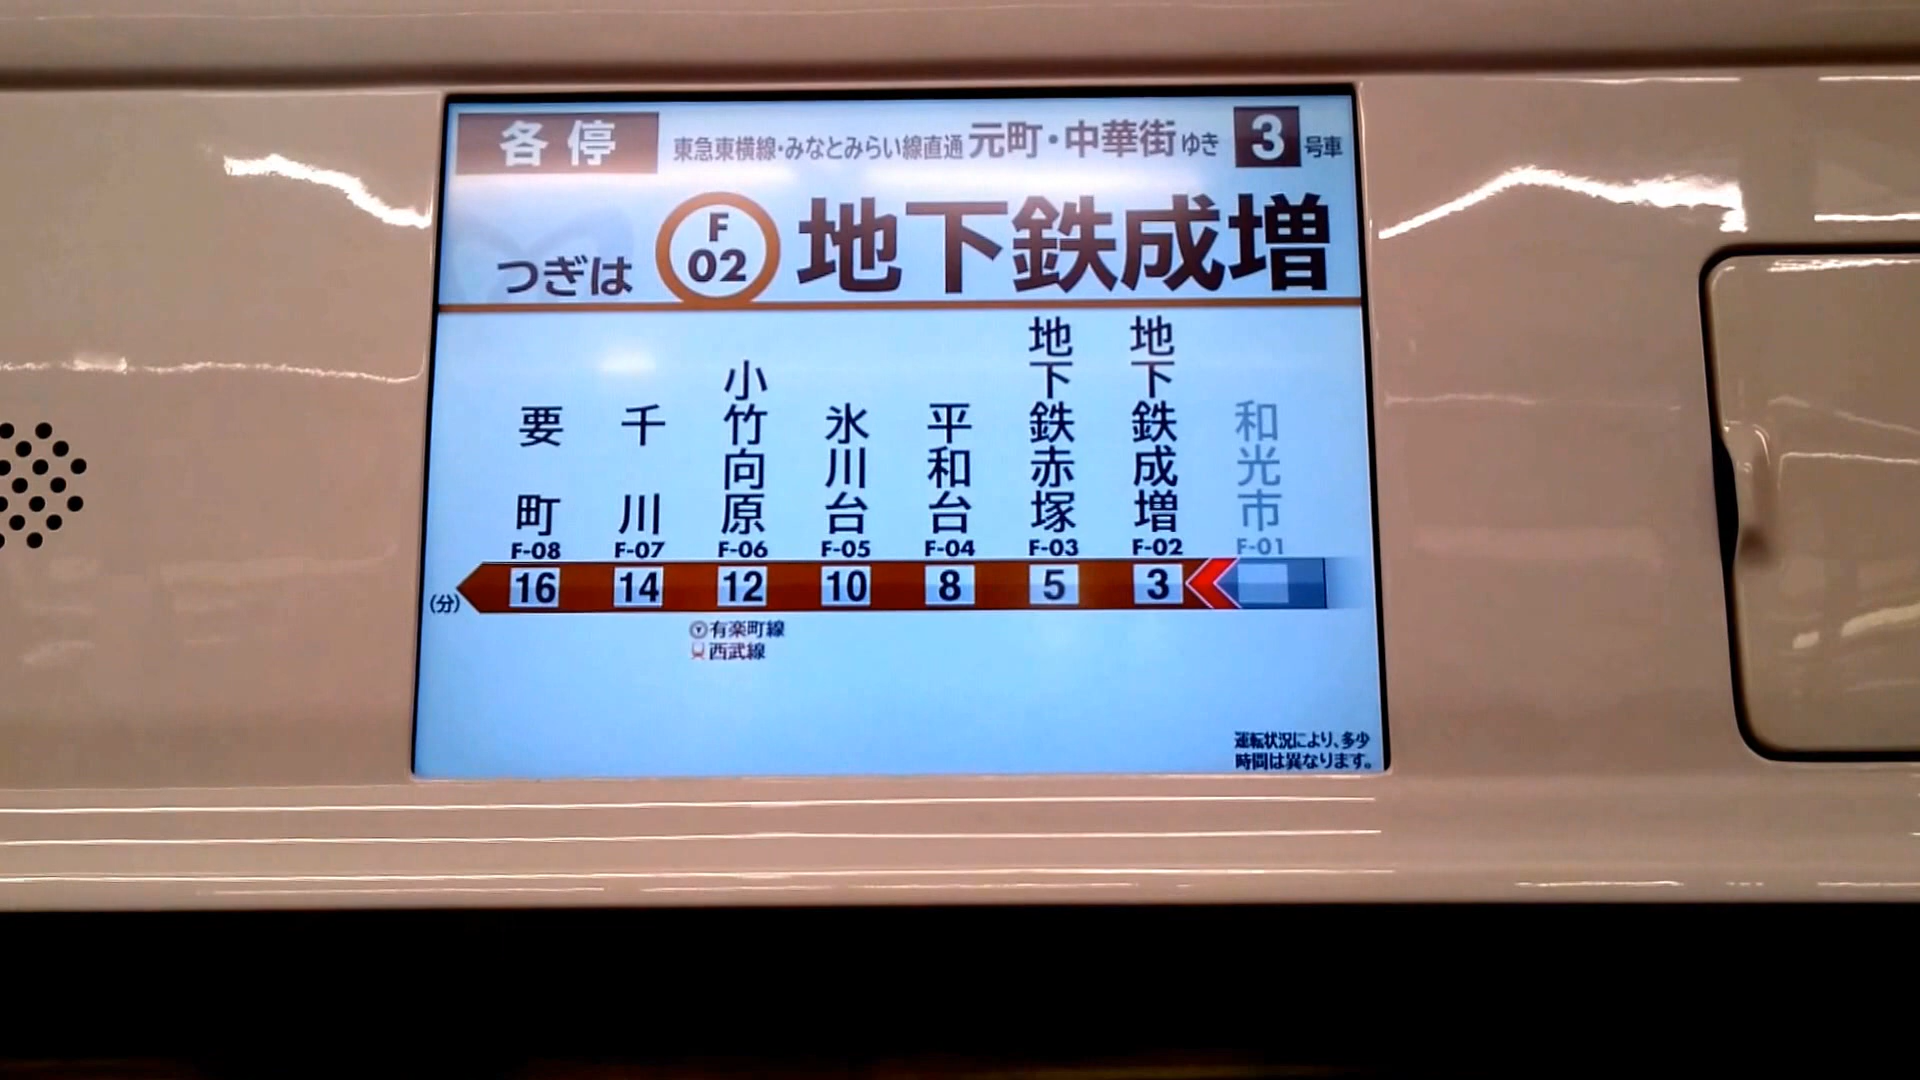 各停 東急東横線・みなとみらい線直通 元町・中華街 ゆき 3 号車
つぎは F 02 地下鉄成増
要町 千川 小竹向原 氷川台 平和台 地下鉄赤塚 地下鉄成増 和光市
F-08 F-07 F-06 F-05 F-04 F-03 F-02 F-01
(分) 16 14 12 10 8 5 3
Y 有楽町線
西武線
運転状況により、多少
時間は異なります。